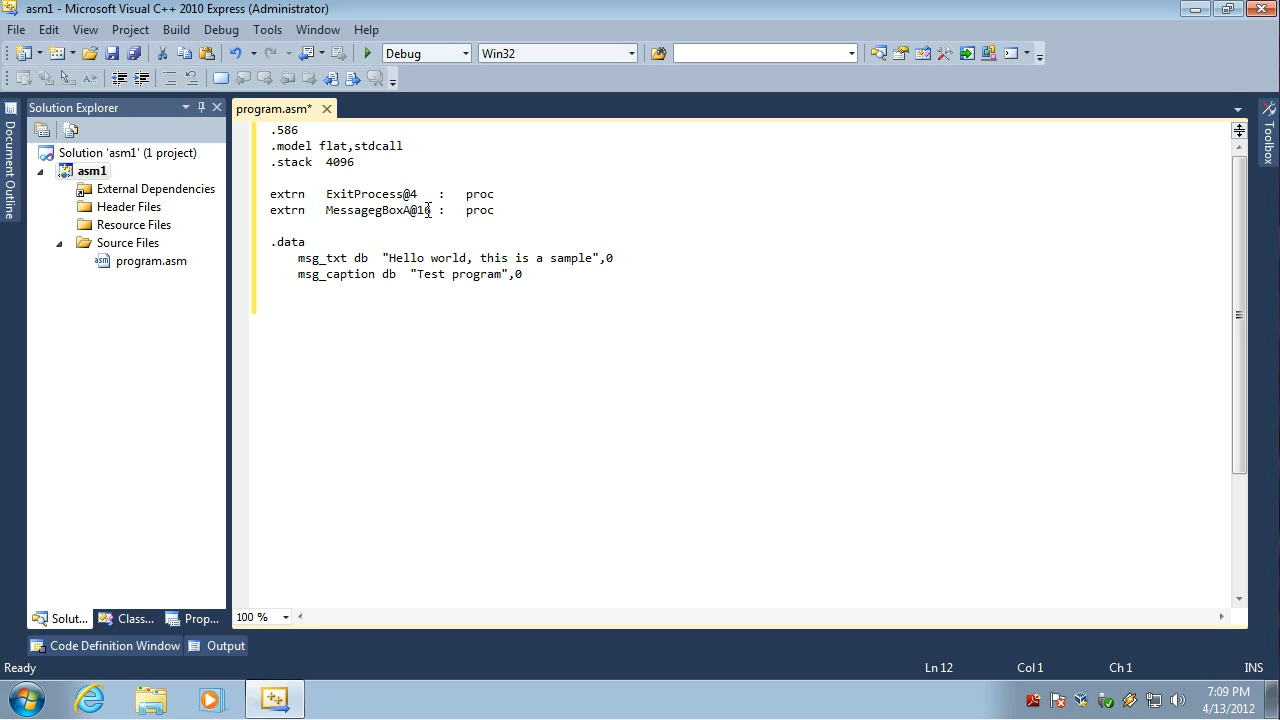 asm1 - Microsoft Visual C++ 2010 Express (Administrator)
File Edit View Project Build Debug Tools Window Help
Debug Win32
Solution Explorer
program.asm*
Document Outline
Toolbox
Solution 'asm1' (1 project)
asm1
External Dependencies
Header Files
Resource Files
Source Files
program.asm
.586
.model flat,stdcall
.stack 4096
extrn ExitProcess@4 : proc
extrn MessagegBoxA@16 : proc
.data
msg_txt db "Hello world, this is a sample",0
msg_caption db "Test program",0
100 %
Solut... Class... Prop...
Code Definition Window Output
Ready Ln 12 Col 1 Ch 1 INS
7:09 PM
4/13/2012